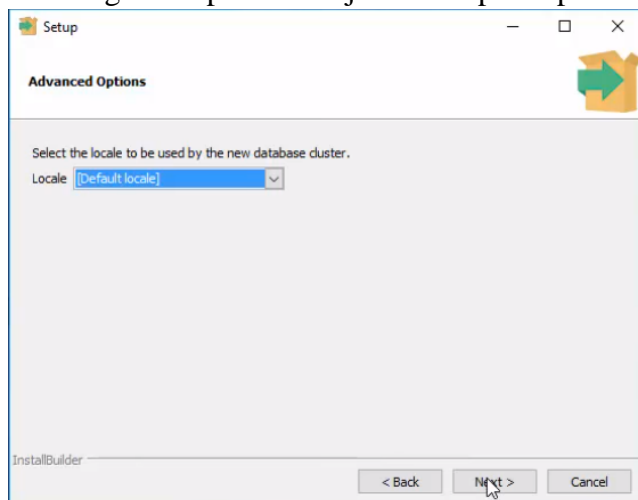 Setup
Advanced Options
Select the locale to be used by the new database cluster.
Locale [Default locale]
InstallBuilder
< Back Next > Cancel